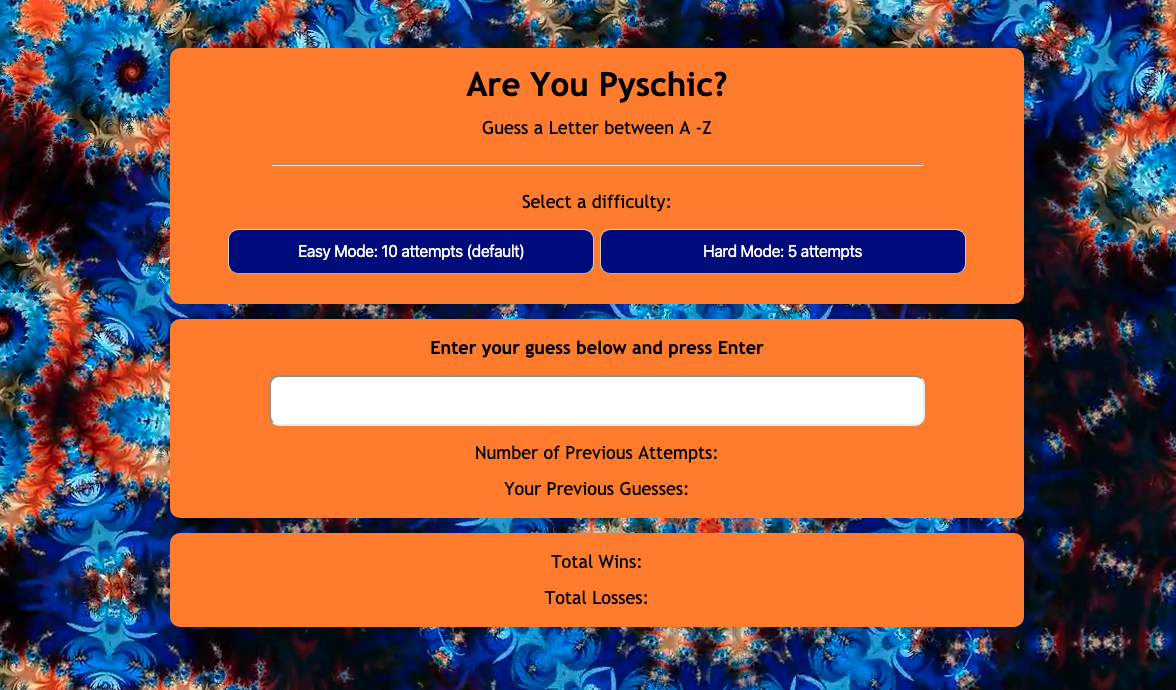 Are You Pyschic?
Guess a Letter between A -Z
Select a difficulty:
Easy Mode: 10 attempts (default)
Hard Mode: 5 attempts
Enter your guess below and press Enter
Number of Previous Attempts:
Your Previous Guesses:
Total Wins:
Total Losses: